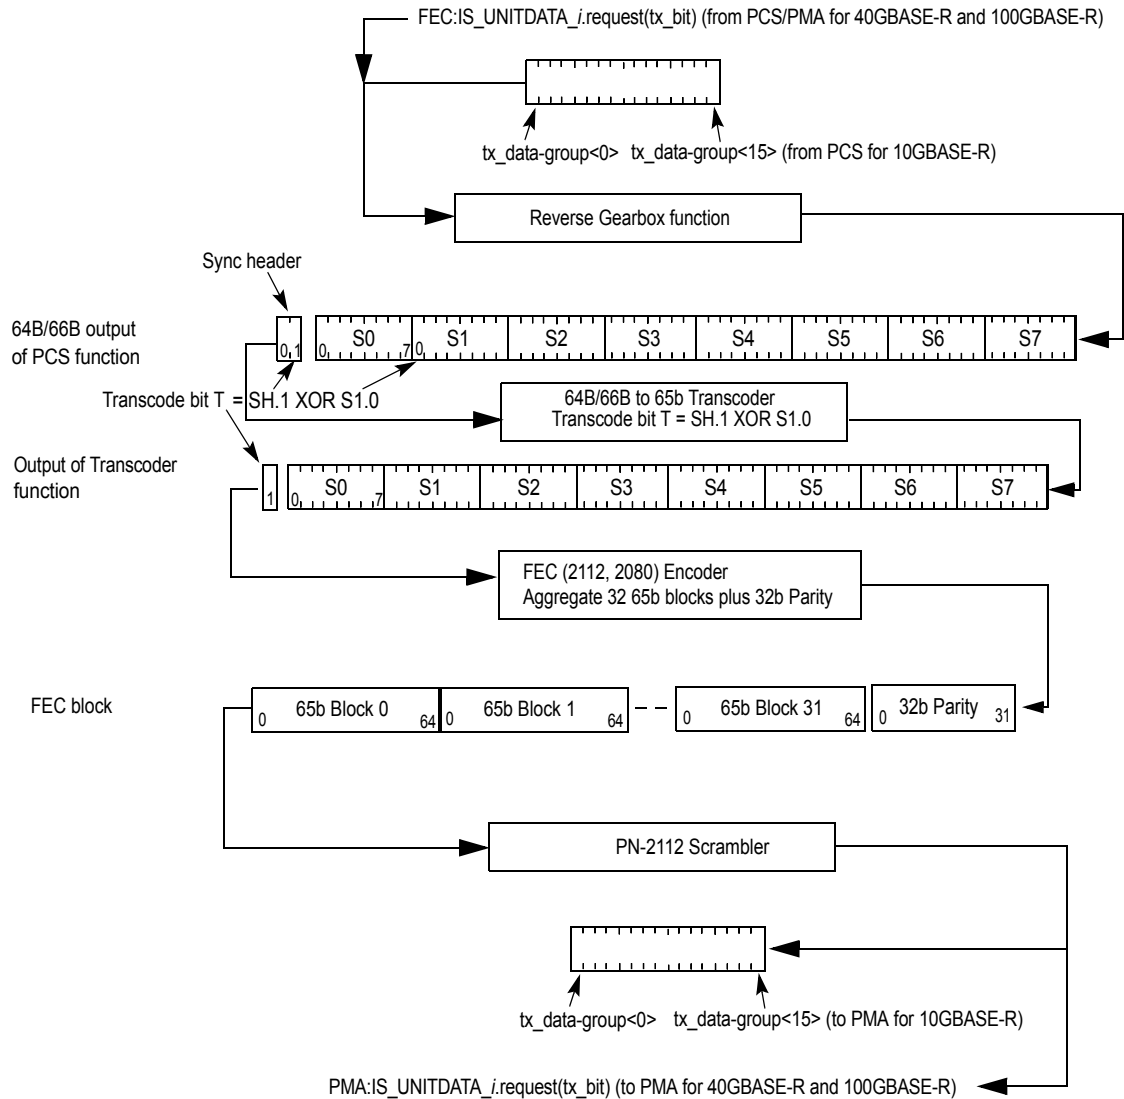 FEC:IS_UNITDATA_i.request(tx_bit) (from PCS/PMA for 40GBASE-R and 100GBASE-R)
tx_data-group<0> tx_data-group<15> (from PCS for 10GBASE-R)
Reverse Gearbox function
Sync header
64B/66B output
of PCS function
0 1
S0 S1 S2 S3 S4 S5 S6 S7
0 7 0
Transcode bit T = SH.1 XOR S1.0
64B/66B to 65b Transcoder
Transcode bit T = SH.1 XOR S1.0
Output of Transcoder
function
1
S0 S1 S2 S3 S4 S5 S6 S7
0 7
FEC (2112, 2080) Encoder
Aggregate 32 65b blocks plus 32b Parity
FEC block
0 65b Block 0 64 0 65b Block 1 64 0 65b Block 31 64 0 32b Parity 31
PN-2112 Scrambler
tx_data-group<0> tx_data-group<15> (to PMA for 10GBASE-R)
PMA:IS_UNITDATA_i.request(tx_bit) (to PMA for 40GBASE-R and 100GBASE-R)